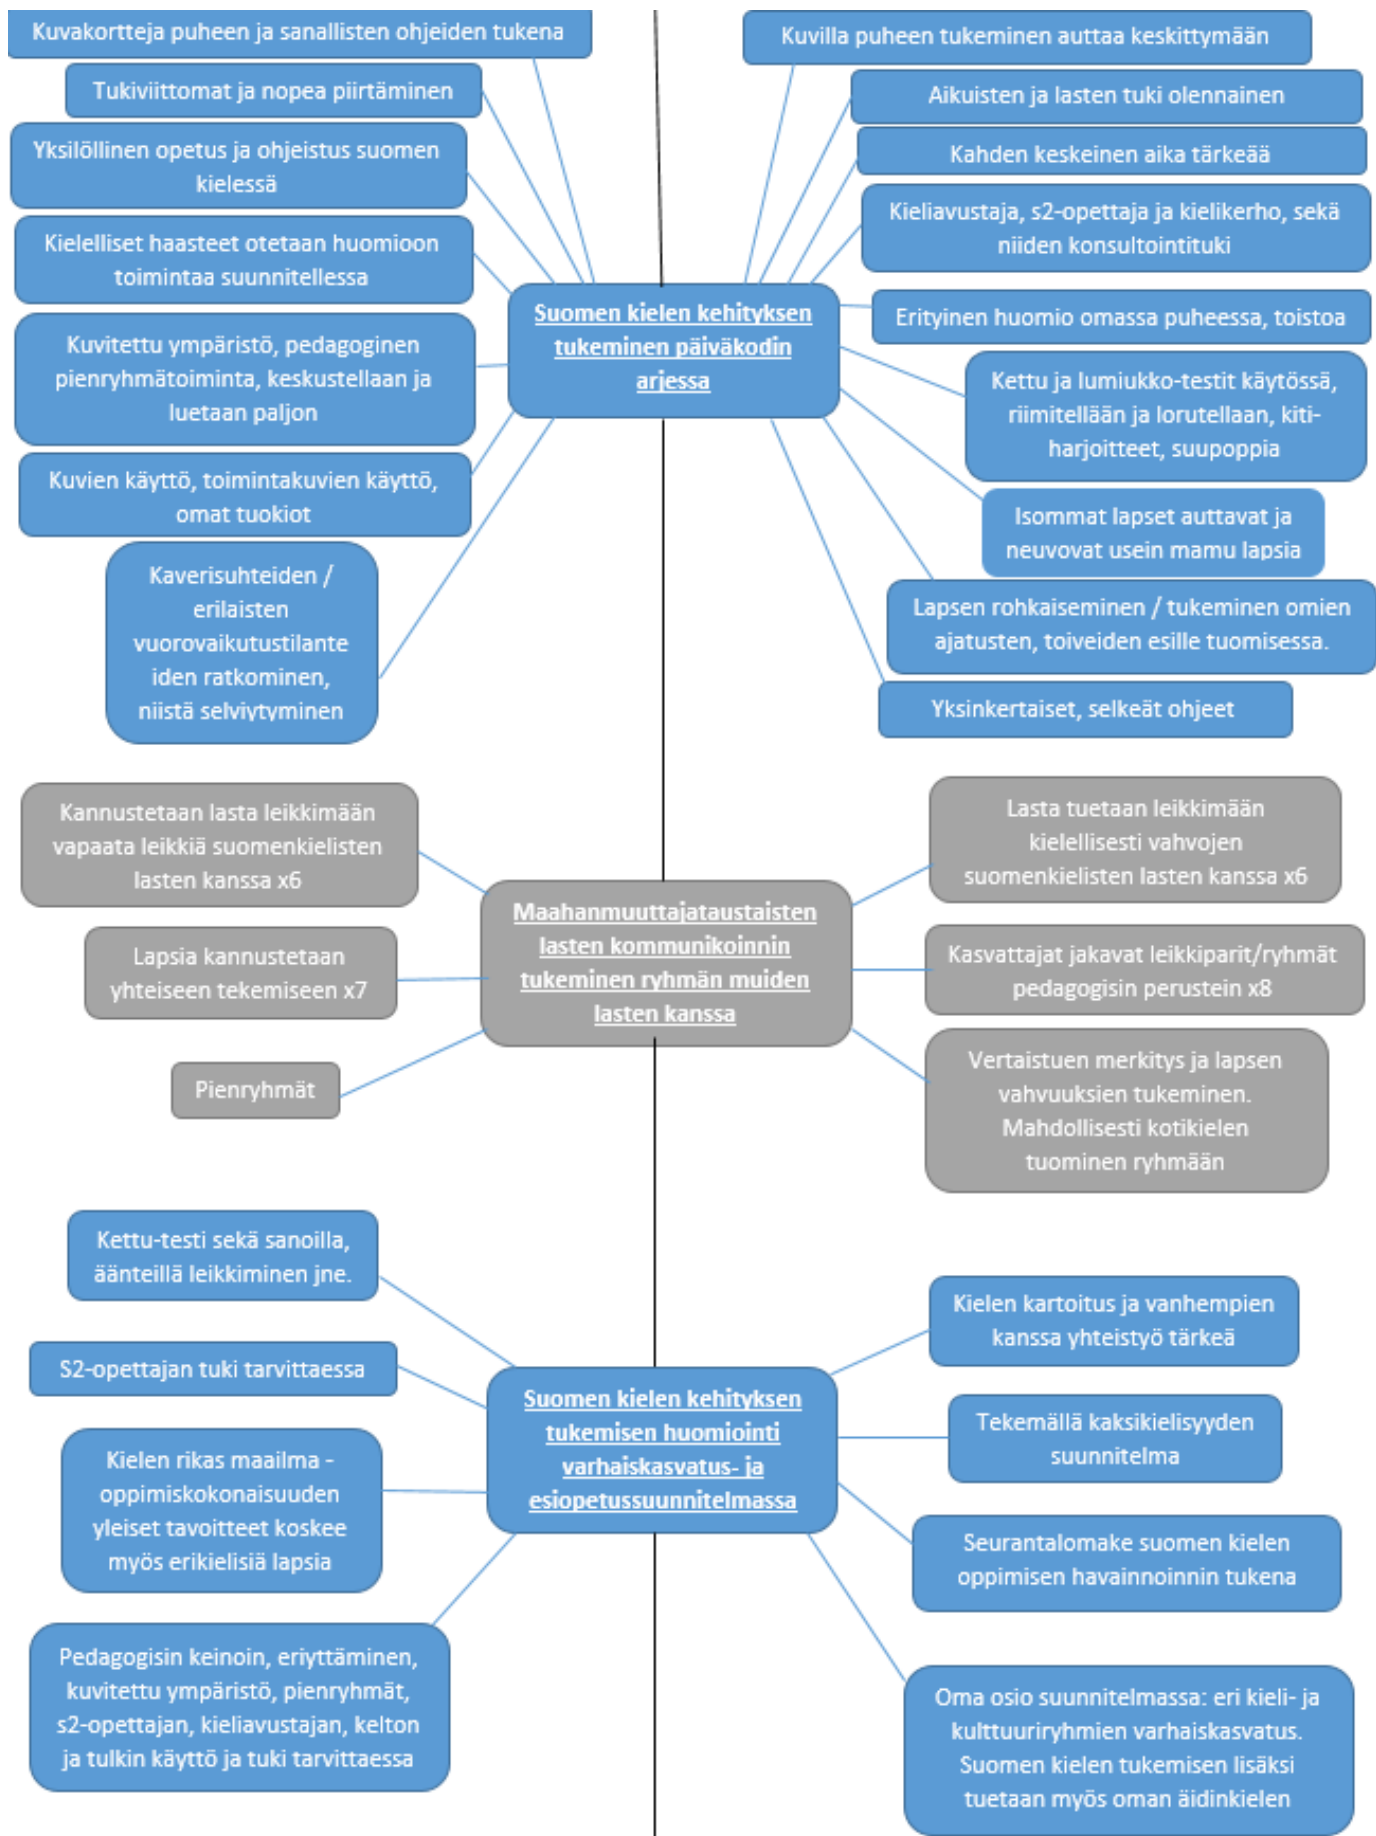 Kuvakortteja puheen ja sanallisten ohjeiden tukena
Tukiviittomat ja nopea piirtäminen
Yksilöllinen opetus ja ohjeistus suomen
kielessä
Kielelliset haasteet otetaan huomioon
toimintaa suunnitellessa
Kuvitettu ympäristö, pedagoginen
pienryhmätoiminta, keskustellaan ja
luetaan paljon
Kuvien käyttö, toimintakuvien käyttö,
omat tuokiot
Kaverisuhteiden /
erilaisten
vuorovaikutustilante
iden ratkominen,
niistä selviytyminen
Suomen kielen kehityksen
tukeminen päiväkodin
arjessa
Kuvilla puheen tukeminen auttaa keskittymään
Aikuisten ja lasten tuki olennainen
Kahden keskeinen aika tärkeää
Kieliavustaja, s2-opettaja ja kielikerho, sekä
niiden konsultointituki
Erityinen huomio omassa puheessa, toistoa
Kettu ja lumiukko-testit käytössä,
riimitellään ja lorutellaan, kiti-
harjoitteet, suupoppia
Isommat lapset auttavat ja
neuvovat usein mamu lapsia
Lapsen rohkaiseminen / tukeminen omien
ajatusten, toiveiden esille tuomisessa.
Yksinkertaiset, selkeät ohjeet
Kannustetaan lasta leikkimään
vapaata leikkiä suomenkielisten
lasten kanssa x6
Lapsia kannustetaan
yhteiseen tekemiseen x7
Pienryhmät
Maahanmuuttajataustaisten
lasten kommunikoinnin
tukeminen ryhmän muiden
lasten kanssa
Lasta tuetaan leikkimään
kielellisesti vahvojen
suomenkielisten lasten kanssa x6
Kasvattajat jakavat leikkiparit/ryhmät
pedagogisin perustein x8
Vertaistuen merkitys ja lapsen
vahvuuksien tukeminen.
Mahdollisesti kotikielen
tuominen ryhmään
Kettu-testi sekä sanoilla,
äänteillä leikkiminen jne.
S2-opettajan tuki tarvittaessa
Kielen rikas maailma -
oppimiskokonaisuuden
yleiset tavoitteet koskee
myös erikielisiä lapsia
Pedagogisin keinoin, eriyttäminen,
kuvitettu ympäristö, pienryhmät,
s2-opettajan, kieliavustajan, kelton
ja tulkin käyttö ja tuki tarvittaessa
Suomen kielen kehityksen
tukemisen huomiointi
varhaiskasvatus- ja
esiopetussuunnitelmassa
Kielen kartoitus ja vanhempien
kanssa yhteistyö tärkeä
Tekemällä kaksikielisyyden
suunnitelma
Seurantalomake suomen kielen
oppimisen havainnoinnin tukena
Oma osio suunnitelmassa: eri kieli- ja
kulttuuriryhmien varhaiskasvatus.
Suomen kielen tukemisen lisäksi
tuetaan myös oman äidinkielen